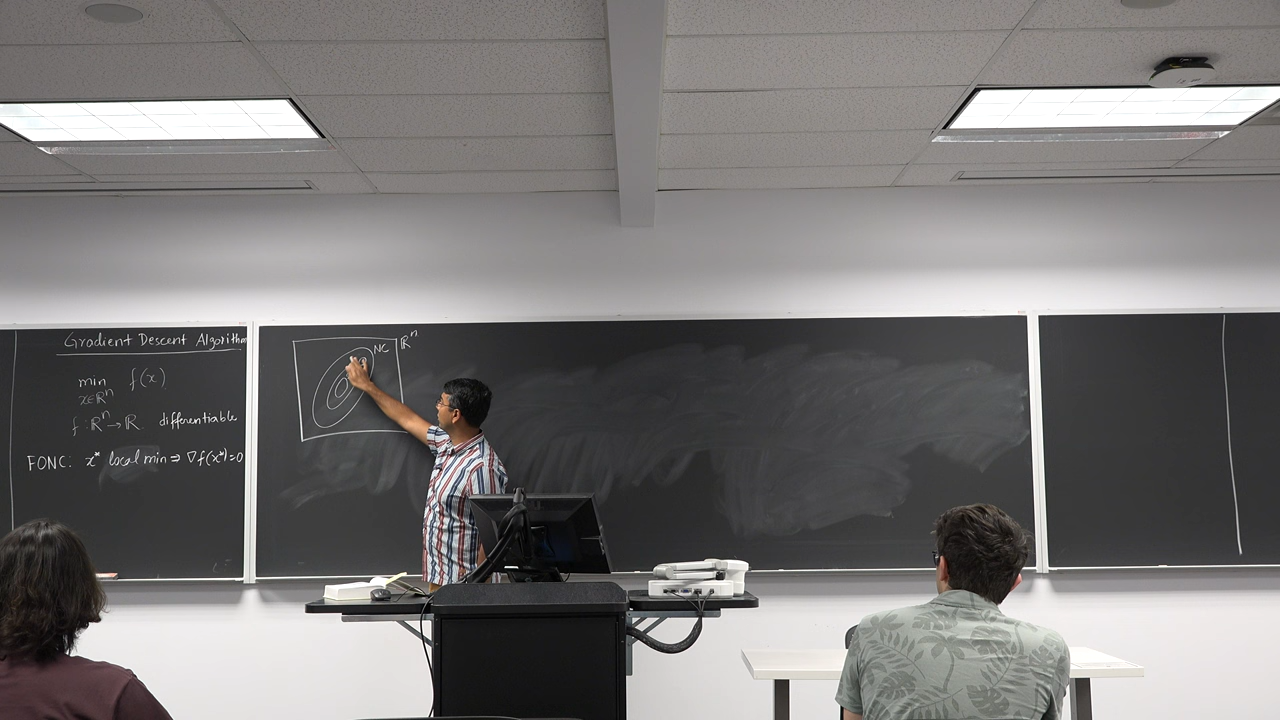 Gradient Descent Algorithm
min f(x)
x∈ℝⁿ
f: ℝⁿ → ℝ. differentiable
FONC: x* local min ⇒ ∇f(x*)=0
NC
ℝⁿ